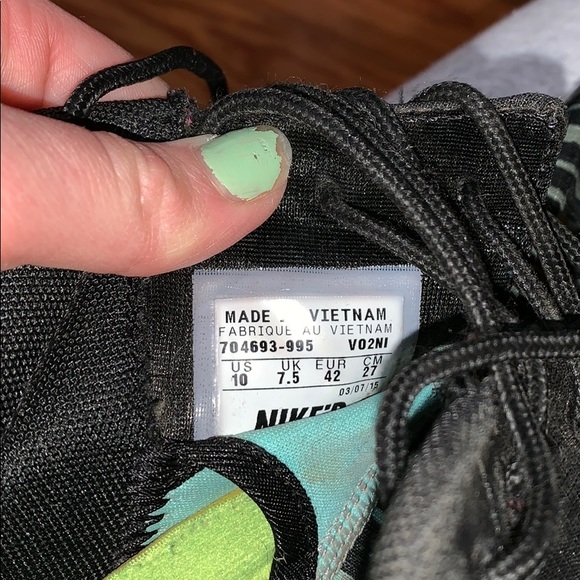 MADE VIETNAM
FABRIQUE AU VIETNAM
704693-995 V02NI
US UK EUR CM
10 7.5 42 27
03/07/15